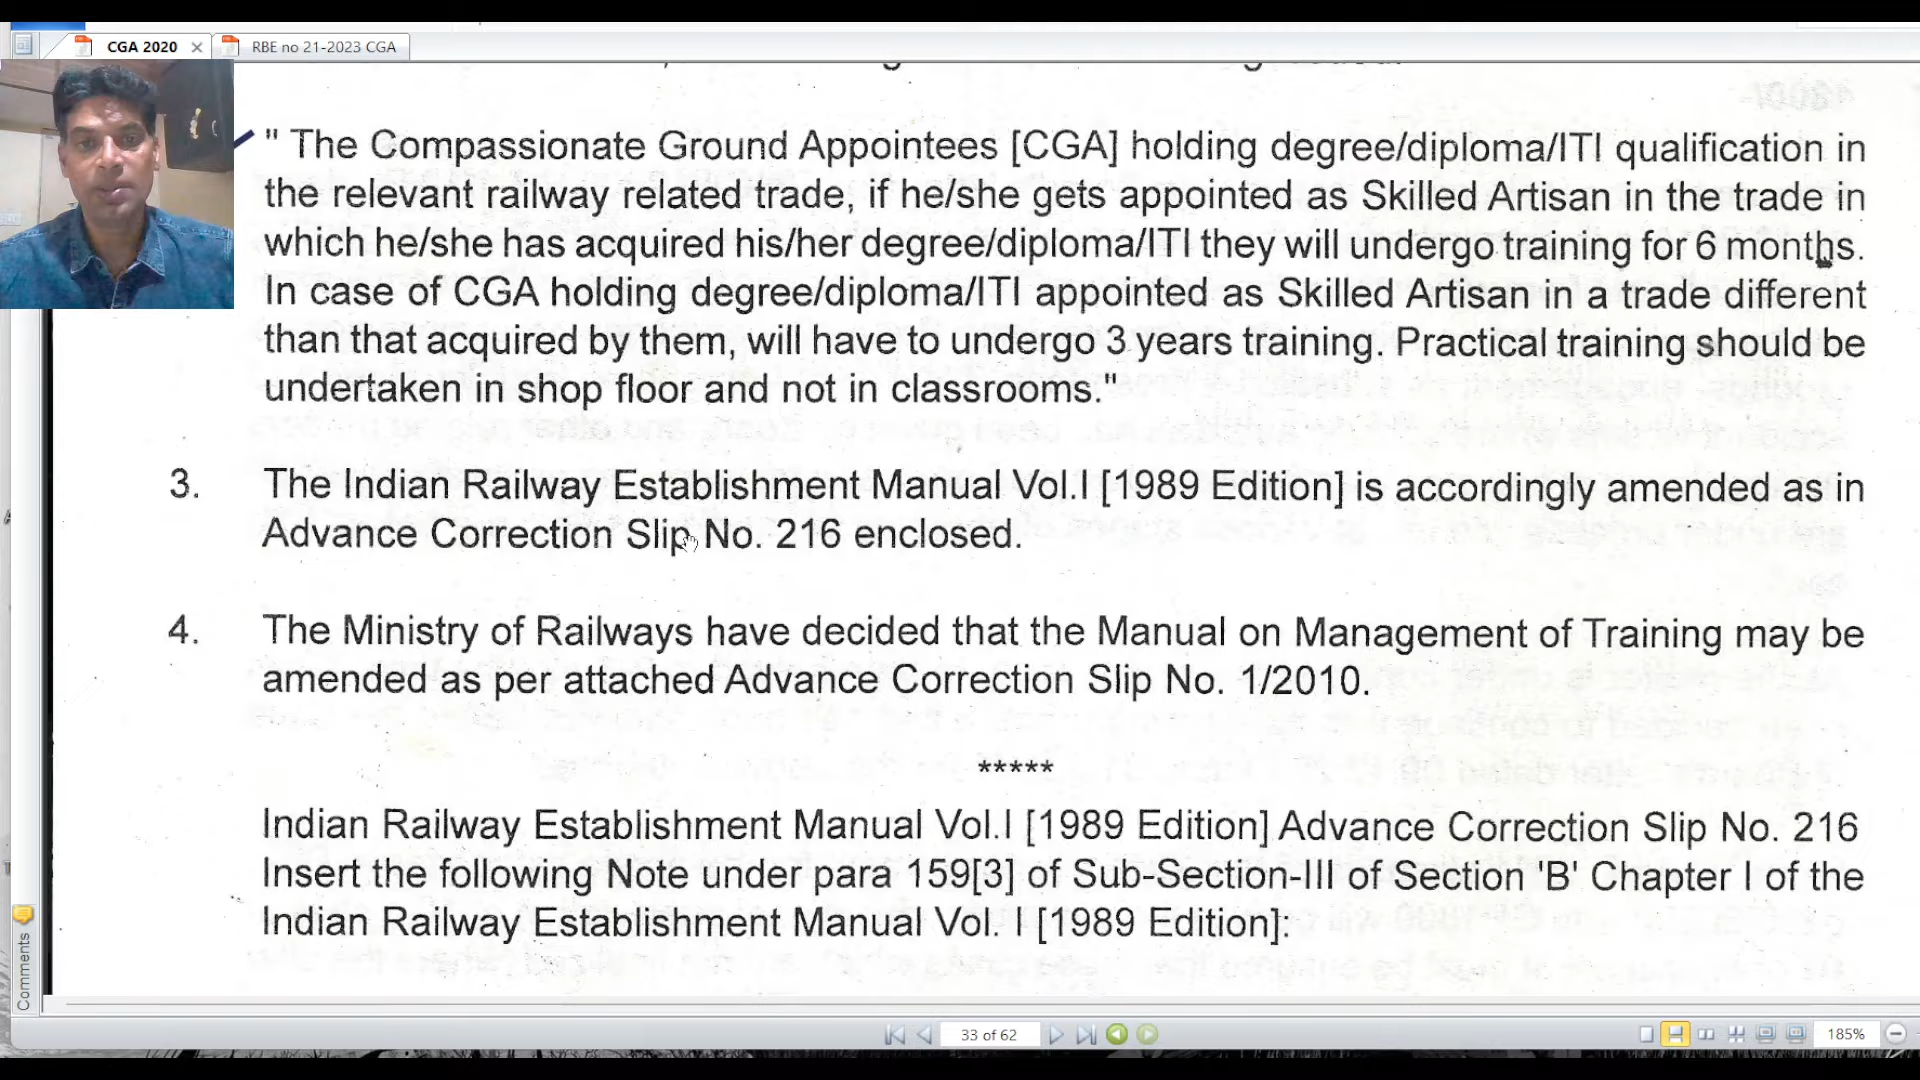 CGA 2020
RBE no 21-2023 CGA
" The Compassionate Ground Appointees [CGA] holding degree/diploma/ITI qualification in
the relevant railway related trade, if he/she gets appointed as Skilled Artisan in the trade in
which he/she has acquired his/her degree/diploma/ITI they will undergo training for 6 months.
In case of CGA holding degree/diploma/ITI appointed as Skilled Artisan in a trade different
than that acquired by them, will have to undergo 3 years training. Practical training should be
undertaken in shop floor and not in classrooms."
3. The Indian Railway Establishment Manual Vol.I [1989 Edition] is accordingly amended as in
Advance Correction Slip No. 216 enclosed.
4. The Ministry of Railways have decided that the Manual on Management of Training may be
amended as per attached Advance Correction Slip No. 1/2010.
*****
Indian Railway Establishment Manual Vol.I [1989 Edition] Advance Correction Slip No. 216
Insert the following Note under para 159[3] of Sub-Section-III of Section 'B' Chapter I of the
Indian Railway Establishment Manual Vol. I [1989 Edition]:
Comments
33 of 62
185%